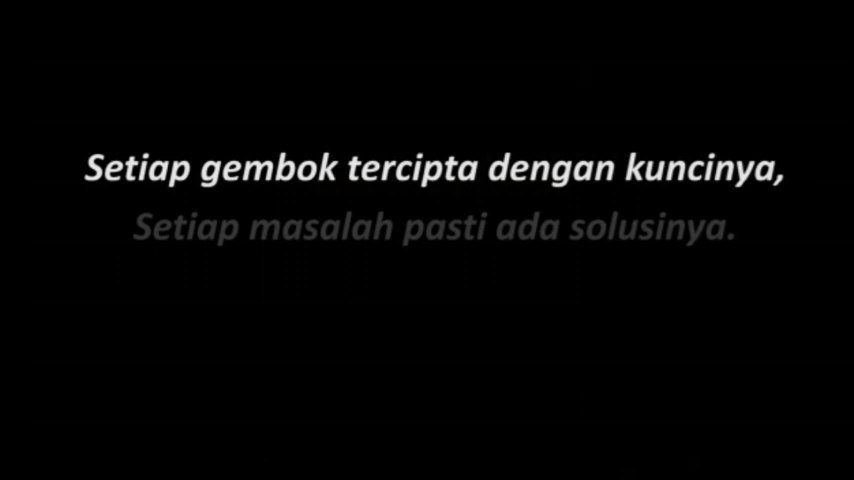 Setiap gembok tercipta dengan kuncinya,
Setiap masalah pasti ada solusinya.